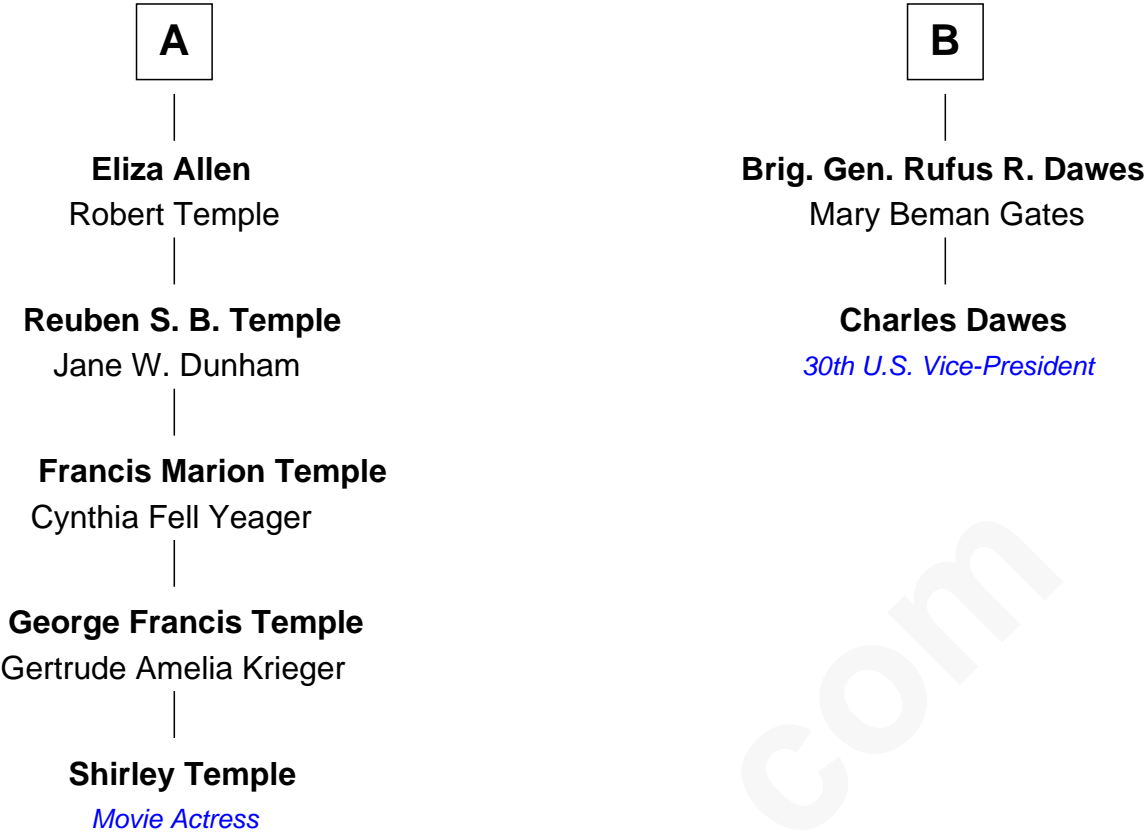 A
Eliza Allen
Robert Temple
Reuben S. B. Temple
Jane W. Dunham
Francis Marion Temple
Cynthia Fell Yeager
George Francis Temple
Gertrude Amelia Krieger
Shirley Temple
Movie Actress
B
Brig. Gen. Rufus R. Dawes
Mary Beman Gates
Charles Dawes
30th U.S. Vice-President
com